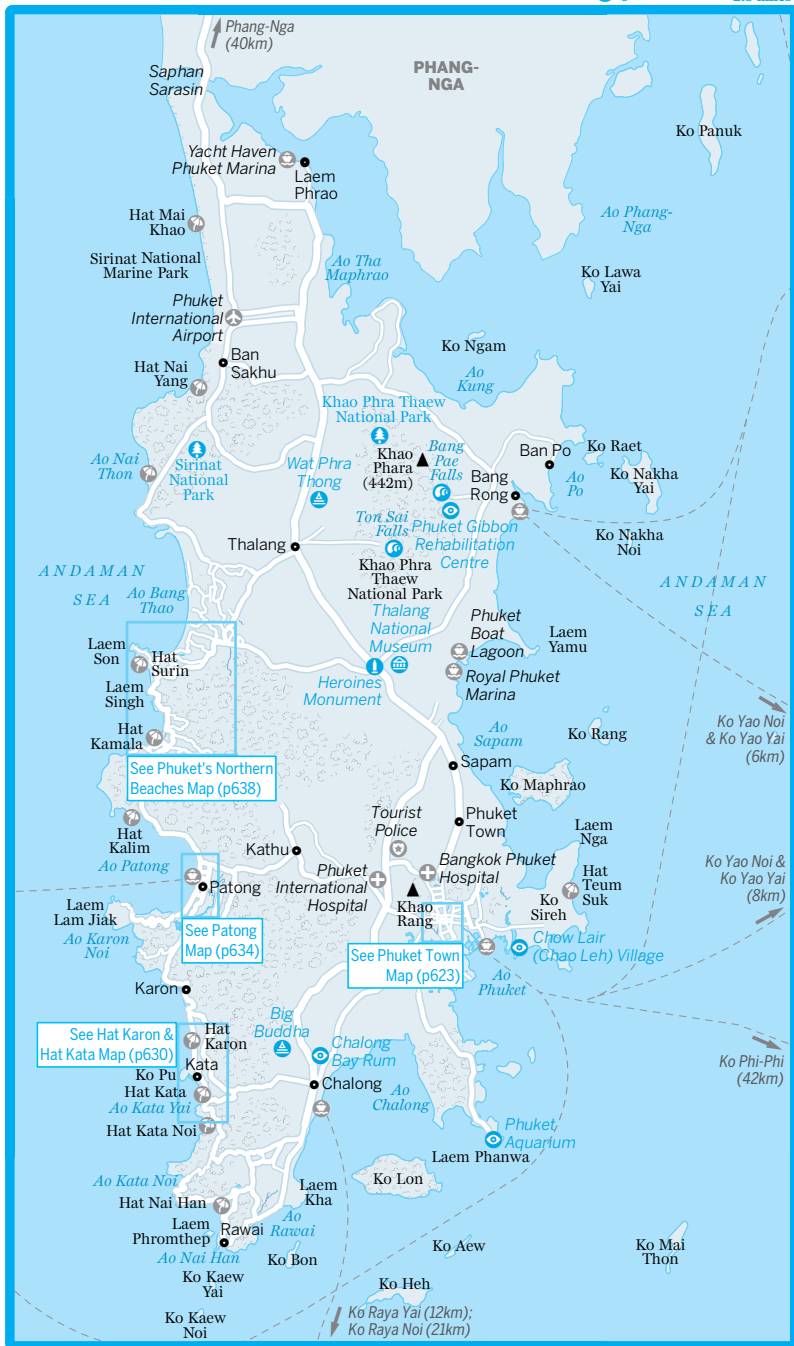 Phang-Nga
(40km)
PHANG-
NGA
Saphan
Sarasin
Ko Panuk
Yacht Haven
Phuket Marina
Laem
Phrao
Hat Mai
Khao
Ao Phang-
Nga
Sirinat National
Marine Park
Ao Tha
Maphrao
Ko Lawa
Yai
Phuket
International
Airport
Ko Ngam
Ban
Sakhu
Hat Nai
Yang
Ao
Kung
Khao Phra Thaew
National Park
Khao
Phara
(442m)
Bang
Pae
Falls
Ban Po
Ko Raet
Ao Nai
Thon
Sirinat
National
Park
Wat Phra
Thong
Bang
Rong
Ao
Po
Ko Nakha
Yai
Ton Sai
Falls
Phuket Gibbon
Rehabilitation
Centre
Ko Nakha
Noi
Thalang
Khao Phra
Thaew
National Park
ANDAMAN
SEA
Ao Bang
Thao
ANDAMAN
SEA
Thalang
National
Museum
Phuket
Boat
Lagoon
Laem
Yamu
Laem
Son
Hat
Surin
Heroines
Monument
Royal Phuket
Marina
Laem
Singh
Hat
Kamala
Ao
Sapam
Ko Rang
Ko Yao Noi
& Ko Yao Yai
(6km)
See Phuket's Northern
Beaches Map (p638)
Sapam
Ko Maphrao
Hat
Kalim
Tourist
Police
Phuket
Town
Laem
Nga
Ao Patong
Kathu
Phuket
International
Hospital
Bangkok Phuket
Hospital
Hat
Teum
Suk
Ko Yao Noi &
Ko Yao Yai
(8km)
Patong
Khao
Rang
Ko
Sireh
Laem
Lam Jiak
See Patong
Map (p634)
Ao Karon
Noi
See Phuket Town
Map (p623)
Chow Lair
(Chao Leh) Village
Ao
Phuket
Karon
See Hat Karon &
Hat Kata Map (p630)
Hat
Karon
Big
Buddha
Chalong
Bay Rum
Ko Phi-Phi
(42km)
Kata
Ko Pu
Hat Kata
Ao Kata Yai
Chalong
Ao
Chalong
Hat Kata Noi
Phuket
Aquarium
Laem Phanwa
Ao Kata Noi
Ko Lon
Hat Nai Han
Laem
Kha
Laem
Phromthep
Rawai
Ao
Rawai
Ao Nai Han
Ko Bon
Ko Aew
Ko Mai
Thon
Ko Kaew
Yai
Ko Heh
Ko Kaew
Noi
Ko Raya Yai (12km);
Ko Raya Noi (21km)